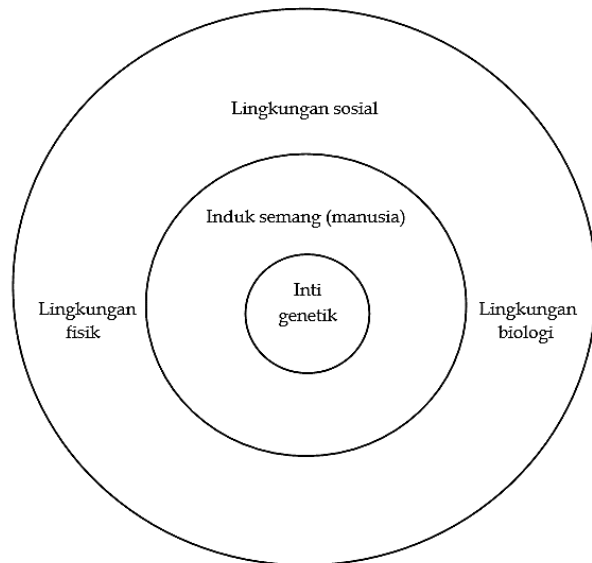 Lingkungan sosial
Induk semang (manusia)
Inti
genetik
Lingkungan
fisik
Lingkungan
biologi